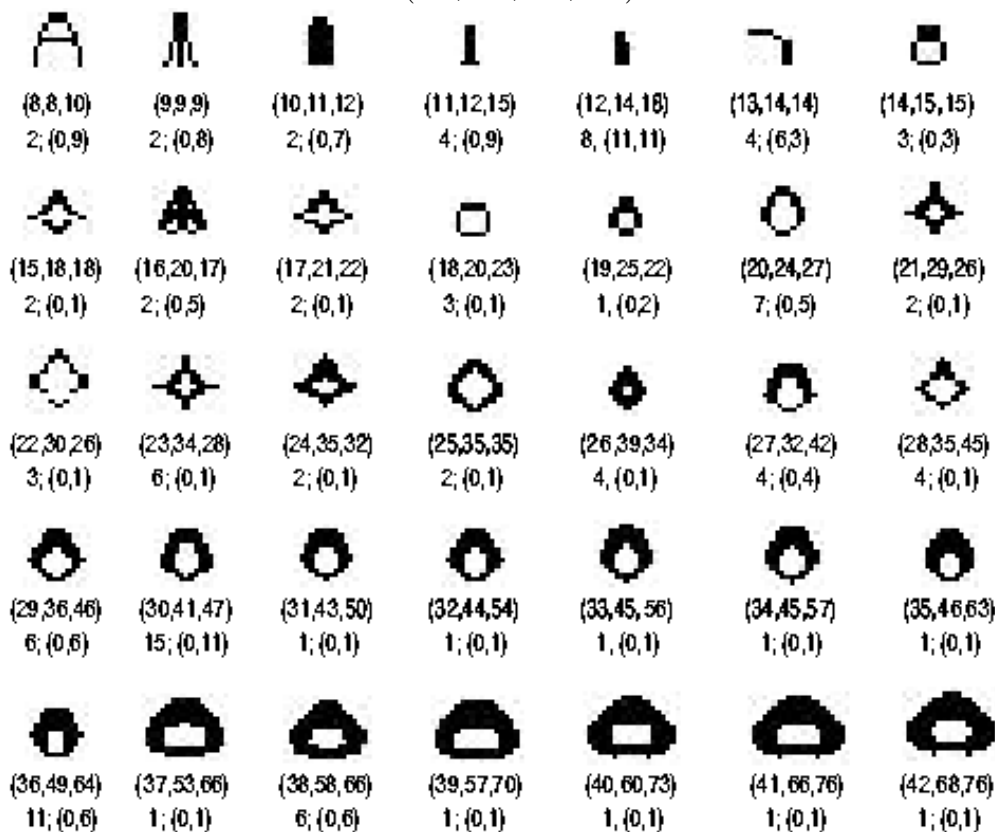 (8,8,10) (9,9,9) (10,11,12) (11,12,15) (12,14,18) (13,14,14) (14,15,15)
2; (0,9) 2; (0,8) 2; (0,7) 4; (0,9) 8, (11,11) 4; (6,3) 3; (0,3)
(15,18,18) (16,20,17) (17,21,22) (18,20,23) (19,25,22) (20,24,27) (21,29,26)
2; (0,1) 2; (0,5) 2; (0,1) 3; (0,1) 1, (0,2) 7; (0,5) 2; (0,1)
(22,30,26) (23,34,28) (24,35,32) (25,35,35) (26,39,34) (27,32,42) (28,35,45)
3; (0,1) 6; (0,1) 2; (0,1) 2; (0,1) 4, (0,1) 4; (0,4) 4; (0,1)
(29,36,46) (30,41,47) (31,43,50) (32,44,54) (33,45,56) (34,45,57) (35,46,63)
6; (0,6) 15; (0,11) 1; (0,1) 1; (0,1) 1, (0,1) 1; (0,1) 1; (0,1)
(36,49,64) (37,53,66) (38,58,66) (39,57,70) (40,60,73) (41,66,76) (42,68,76)
11; (0,6) 1; (0,1) 6; (0,6) 1; (0,1) 1, (0,1) 1; (0,1) 1; (0,1)